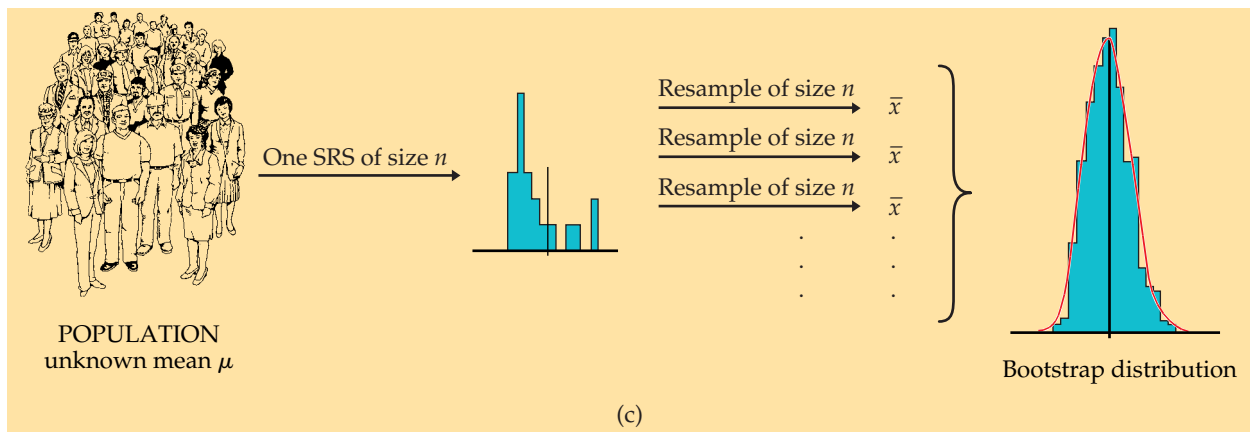 One SRS of size n
Resample of size n
x̅
Resample of size n
x̅
Resample of size n
x̅
POPULATION
unknown mean μ
Bootstrap distribution
(c)